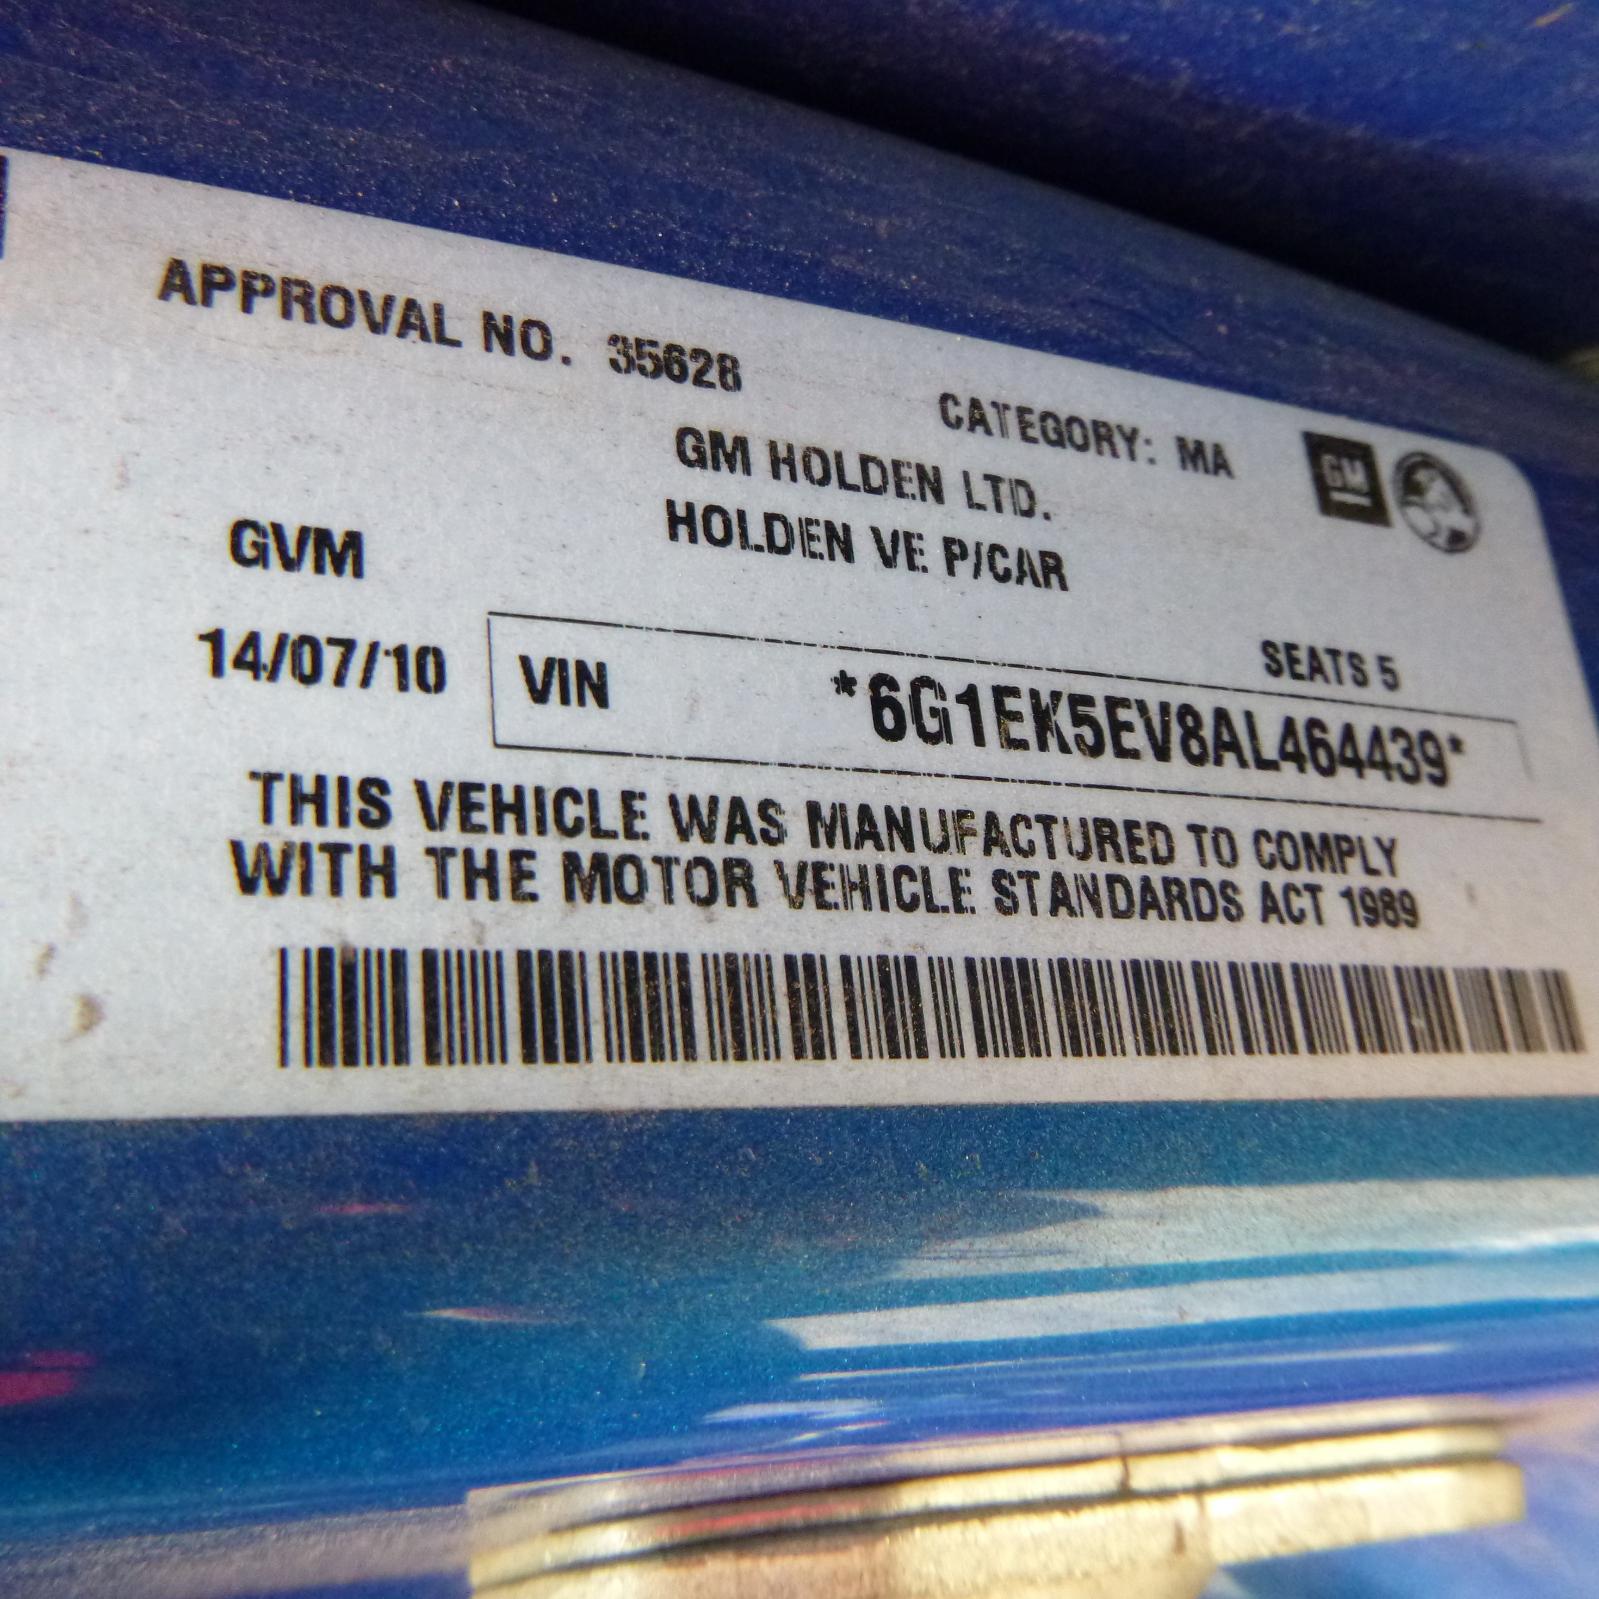 APPROVAL NO. 35628
CATEGORY: MA
GM
GM HOLDEN LTD.
HOLDEN VE P/CAR
GVM
SEATS 5
14/07/10
VIN *6G1EK5EV8AL464439*
THIS VEHICLE WAS MANUFACTURED TO COMPLY
WITH THE MOTOR VEHICLE STANDARDS ACT 1989